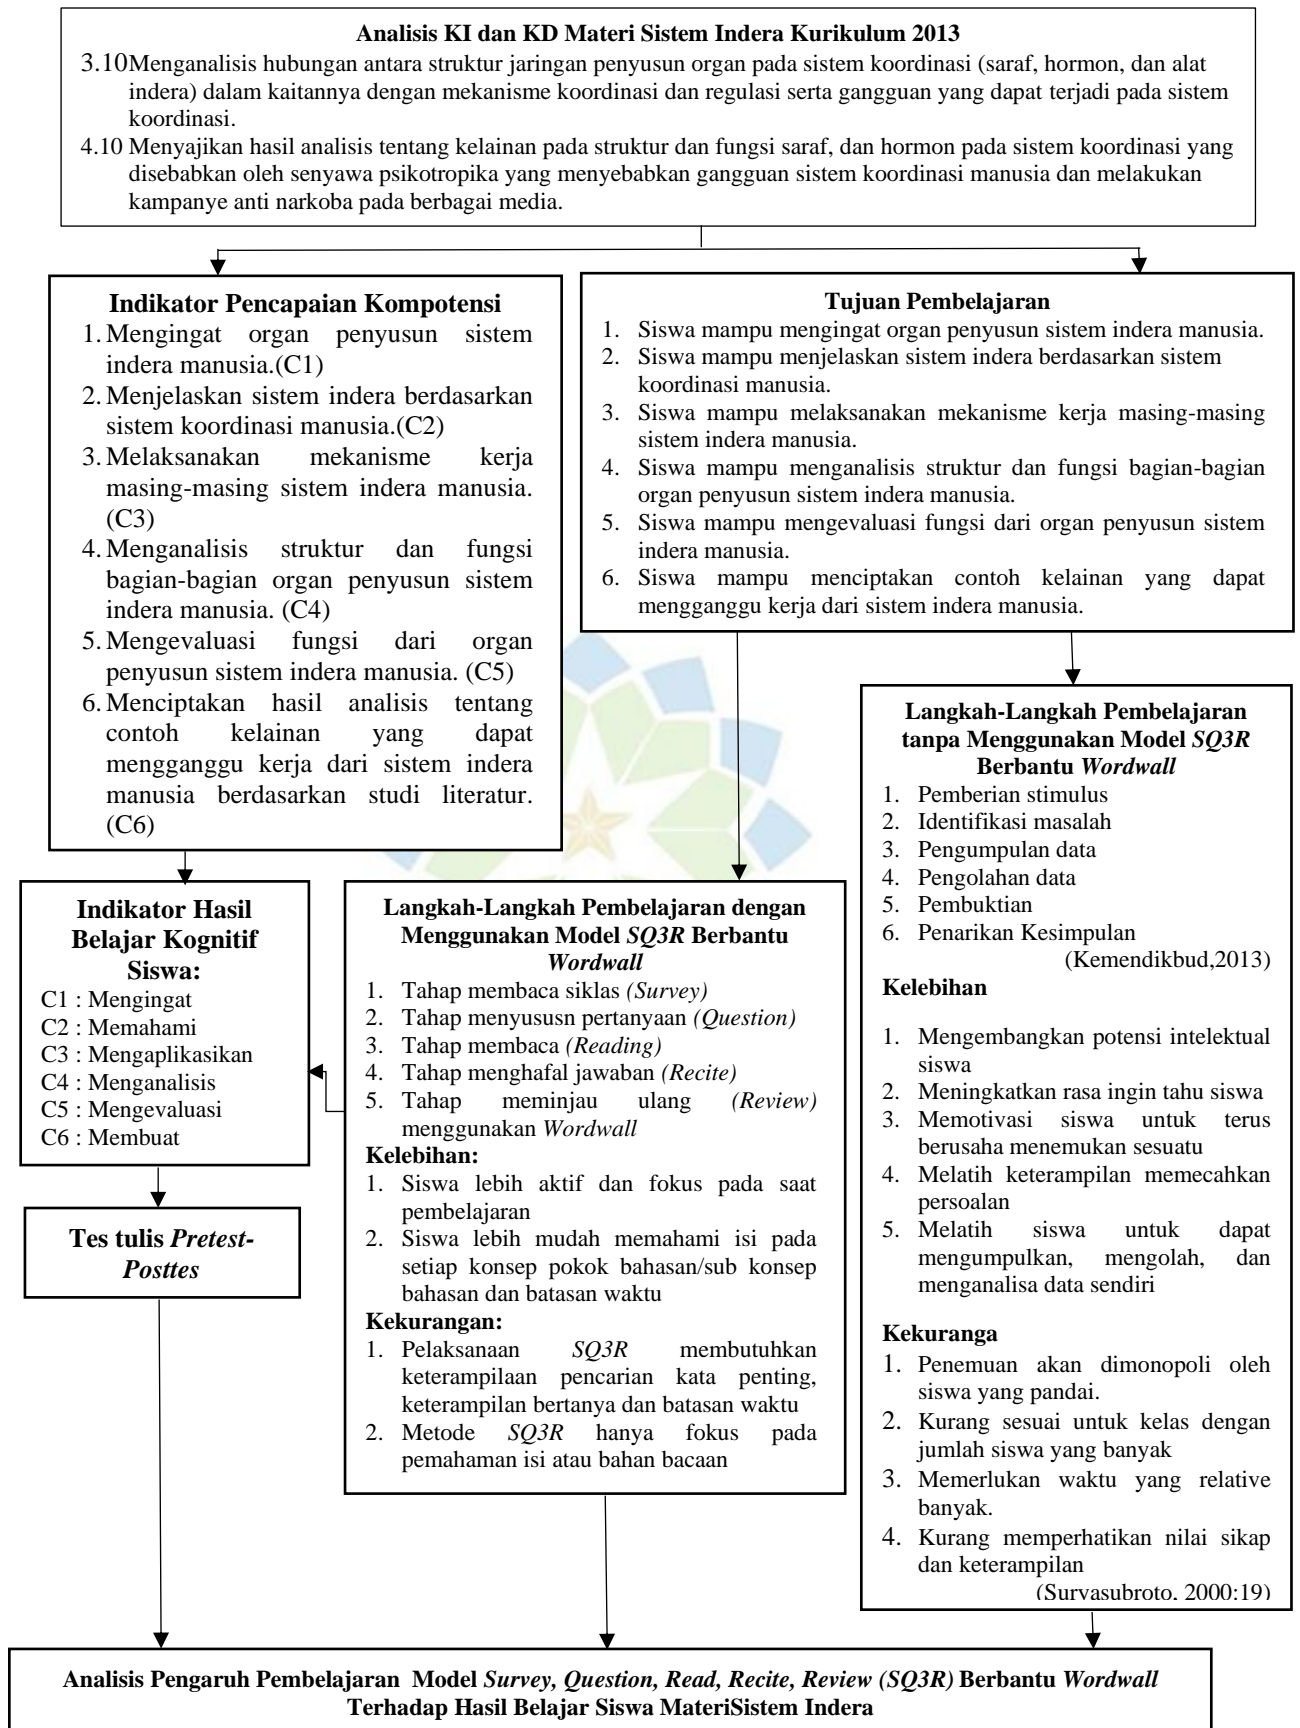 Analisis KI dan KD Materi Sistem Indera Kurikulum 2013
3.10Menganalisis hubungan antara struktur jaringan penyusun organ pada sistem koordinasi (saraf, hormon, dan alat
indera) dalam kaitannya dengan mekanisme koordinasi dan regulasi serta gangguan yang dapat terjadi pada sistem
koordinasi.
4.10 Menyajikan hasil analisis tentang kelainan pada struktur dan fungsi saraf, dan hormon pada sistem koordinasi yang
disebabkan oleh senyawa psikotropika yang menyebabkan gangguan sistem koordinasi manusia dan melakukan
kampanye anti narkoba pada berbagai media.
Indikator Pencapaian Kompotensi
1. Mengingat organ penyusun sistem
indera manusia.(C1)
2. Menjelaskan sistem indera berdasarkan
sistem koordinasi manusia.(C2)
3. Melaksanakan mekanisme kerja
masing-masing sistem indera manusia.
(C3)
4. Menganalisis struktur dan fungsi
bagian-bagian organ penyusun sistem
indera manusia. (C4)
5. Mengevaluasi fungsi dari organ
penyusun sistem indera manusia. (C5)
6. Menciptakan hasil analisis tentang
contoh kelainan yang dapat
mengganggu kerja dari sistem indera
manusia berdasarkan studi literatur.
(C6)
Tujuan Pembelajaran
1. Siswa mampu mengingat organ penyusun sistem indera manusia.
2. Siswa mampu menjelaskan sistem indera berdasarkan sistem
koordinasi manusia.
3. Siswa mampu melaksanakan mekanisme kerja masing-masing
sistem indera manusia.
4. Siswa mampu menganalisis struktur dan fungsi bagian-bagian
organ penyusun sistem indera manusia.
5. Siswa mampu mengevaluasi fungsi dari organ penyusun sistem
indera manusia.
6. Siswa mampu menciptakan contoh kelainan yang dapat
mengganggu kerja dari sistem indera manusia.
Indikator Hasil
Belajar Kognitif
Siswa:
C1 : Mengingat
C2 : Memahami
C3 : Mengaplikasikan
C4 : Menganalisis
C5 : Mengevaluasi
C6 : Membuat
Tes tulis Pretest-
Posttes
Langkah-Langkah Pembelajaran dengan
Menggunakan Model SQ3R Berbantu
Wordwall
1. Tahap membaca siklas (Survey)
2. Tahap menyususn pertanyaan (Question)
3. Tahap membaca (Reading)
4. Tahap menghafal jawaban (Recite)
5. Tahap meminjau ulang (Review)
menggunakan Wordwall
Kelebihan:
1. Siswa lebih aktif dan fokus pada saat
pembelajaran
2. Siswa lebih mudah memahami isi pada
setiap konsep pokok bahasan/sub konsep
bahasan dan batasan waktu
Kekurangan:
1. Pelaksanaan SQ3R membutuhkan
keterampilaan pencarian kata penting,
keterampilan bertanya dan batasan waktu
2. Metode SQ3R hanya fokus pada
pemahaman isi atau bahan bacaan
Langkah-Langkah Pembelajaran
tanpa Menggunakan Model SQ3R
Berbantu Wordwall
1. Pemberian stimulus
2. Identifikasi masalah
3. Pengumpulan data
4. Pengolahan data
5. Pembuktian
6. Penarikan Kesimpulan
(Kemendikbud,2013)
Kelebihan
1. Mengembangkan potensi intelektual
siswa
2. Meningkatkan rasa ingin tahu siswa
3. Memotivasi siswa untuk terus
berusaha menemukan sesuatu
4. Melatih keterampilan memecahkan
persoalan
5. Melatih siswa untuk dapat
mengumpulkan, mengolah, dan
menganalisa data sendiri
Kekuranga
1. Penemuan akan dimonopoli oleh
siswa yang pandai.
2. Kurang sesuai untuk kelas dengan
jumlah siswa yang banyak
3. Memerlukan waktu yang relative
banyak.
4. Kurang memperhatikan nilai sikap
dan keterampilan
(Suryasubroto, 2000:19)
Analisis Pengaruh Pembelajaran Model Survey, Question, Read, Recite, Review (SQ3R) Berbantu Wordwall
Terhadap Hasil Belajar Siswa MateriSistem Indera